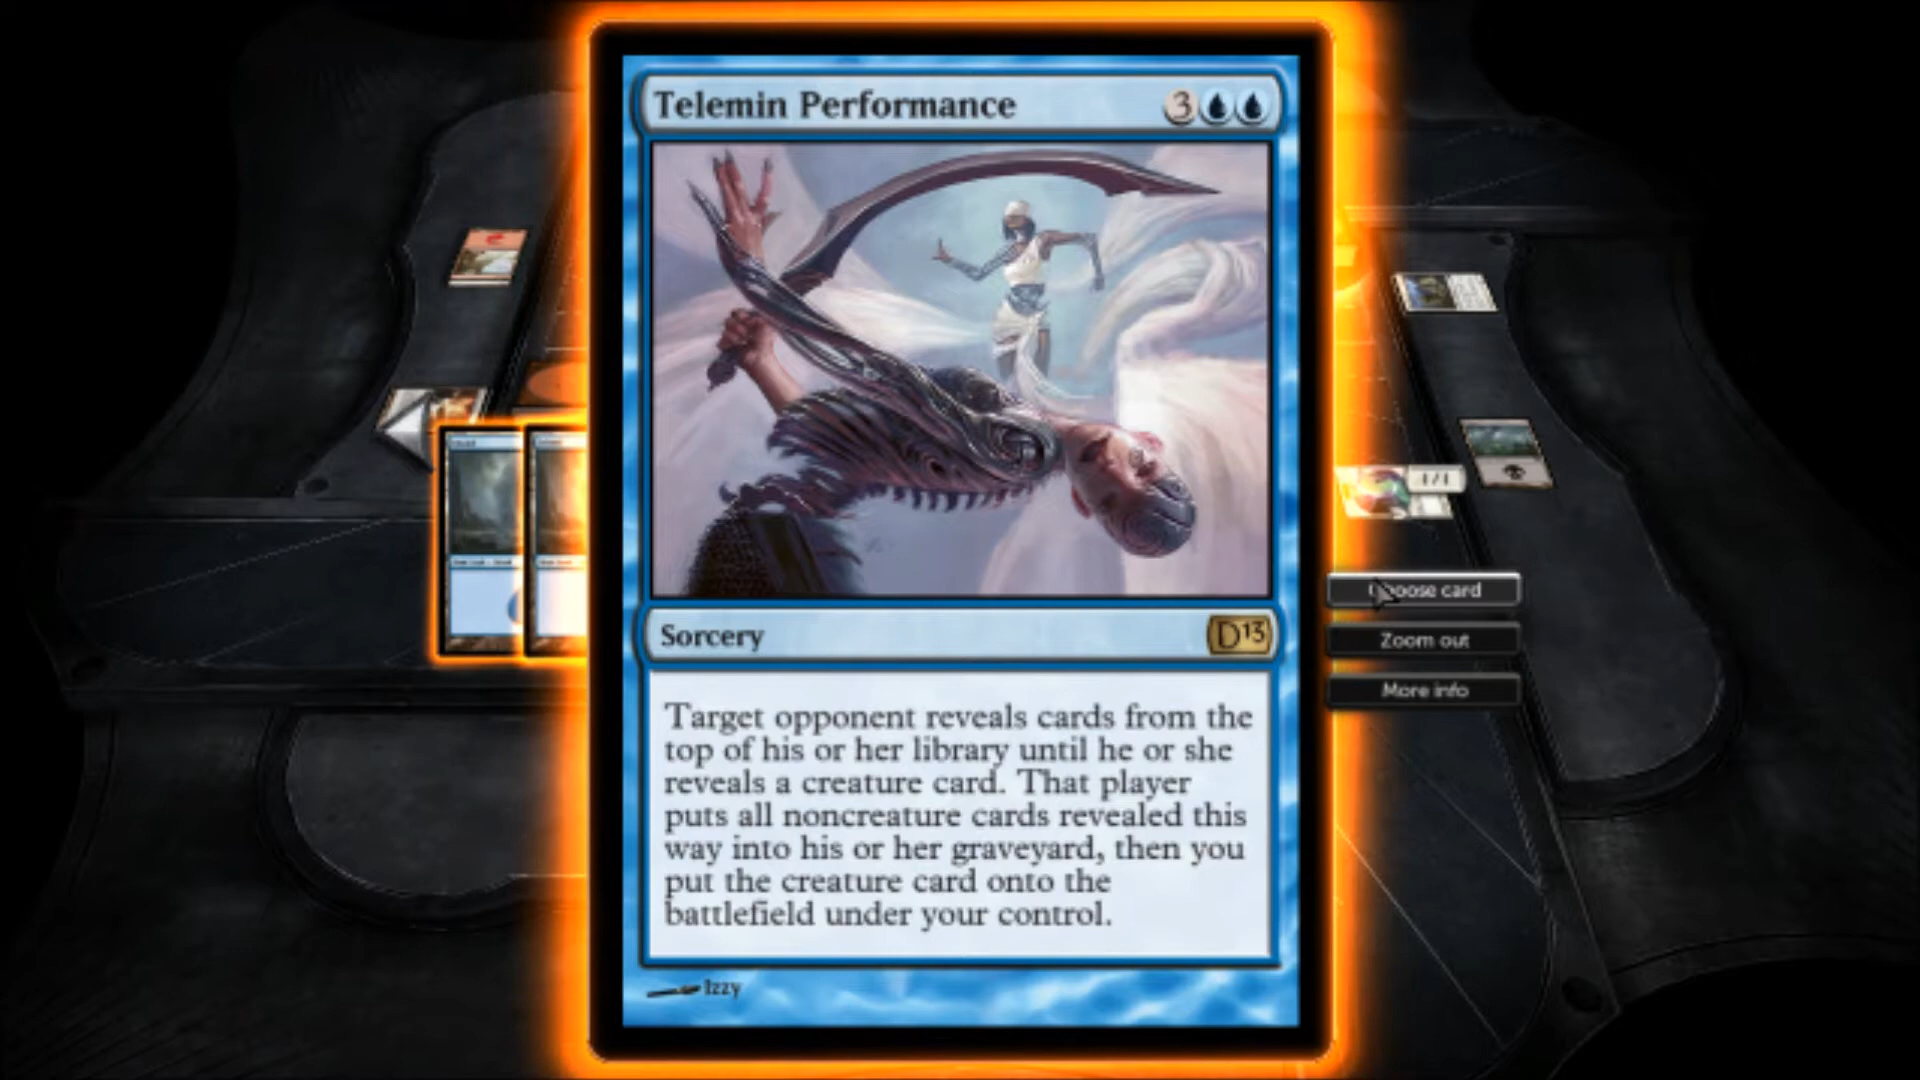 Telemin Performance 3
Sorcery D13
Target opponent reveals cards from the
top of his or her library until he or she
reveals a creature card. That player
puts all noncreature cards revealed this
way into his or her graveyard, then you
put the creature card onto the
battlefield under your control.
Izzy
1/1
Choose card
Zoom out
More info